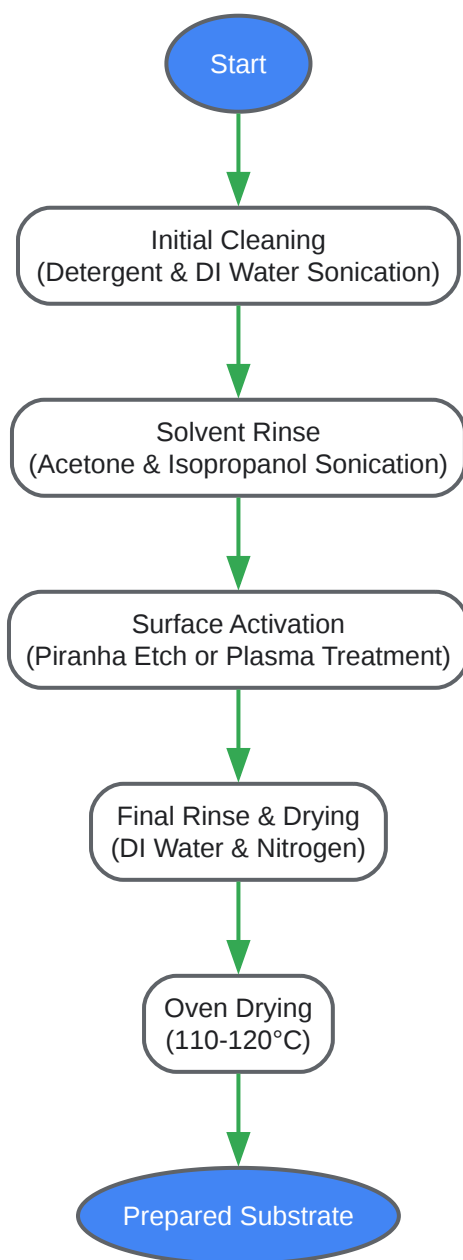 Start
Initial Cleaning
(Detergent & DI Water Sonication)
Solvent Rinse
(Acetone & Isopropanol Sonication)
Surface Activation
(Piranha Etch or Plasma Treatment)
Final Rinse & Drying
(DI Water & Nitrogen)
Oven Drying
(110-120°C)
Prepared Substrate